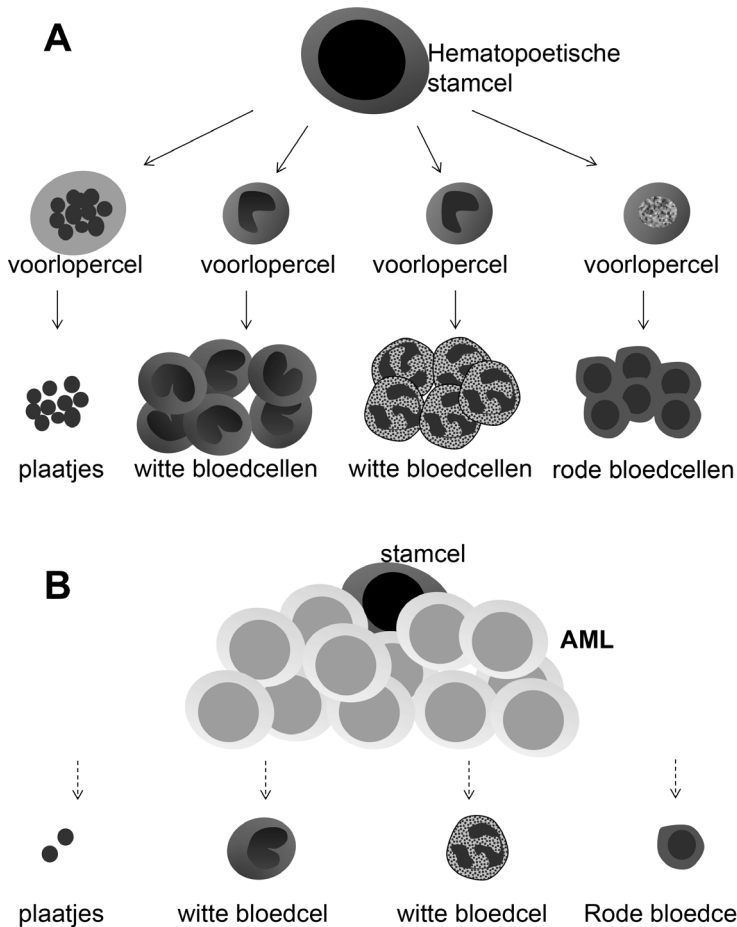 A
Hematopoetische
stamcel
voorlopercel voorlopercel voorlopercel voorlopercel
plaatjes witte bloedcellen witte bloedcellen rode bloedcellen
B
stamcel
AML
plaatjes witte bloedcel witte bloedcel Rode bloedce